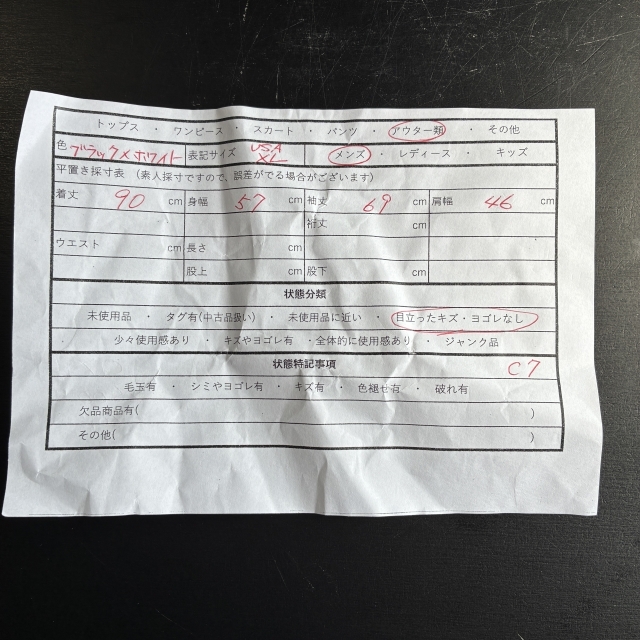 トップス ・ ワンピース ・ スカート ・ パンツ ・ アウター類 ・ その他
色 ブラック×ホワイト 表記サイズ USA XL メンズ ・ レディース ・ キッズ
平置き採寸表 (素人採寸ですので、誤差がでる場合がございます)
着丈 90 cm 身幅 57 cm 袖丈 69 cm 肩幅 46 cm
裄丈 cm
ウエスト cm 長さ cm
股上 cm 股下 cm
状態分類
未使用品 ・ タグ有(中古品扱い) ・ 未使用品に近い ・ 目立ったキズ・ヨゴレなし
少々使用感あり ・ キズやヨゴレ有 ・全体的に使用感あり ・ ジャンク品
状態特記事項 C7
毛玉有 ・ シミやヨゴレ有 ・ キズ有 ・ 色褪せ有 ・ 破れ有
欠品商品有( )
その他( )